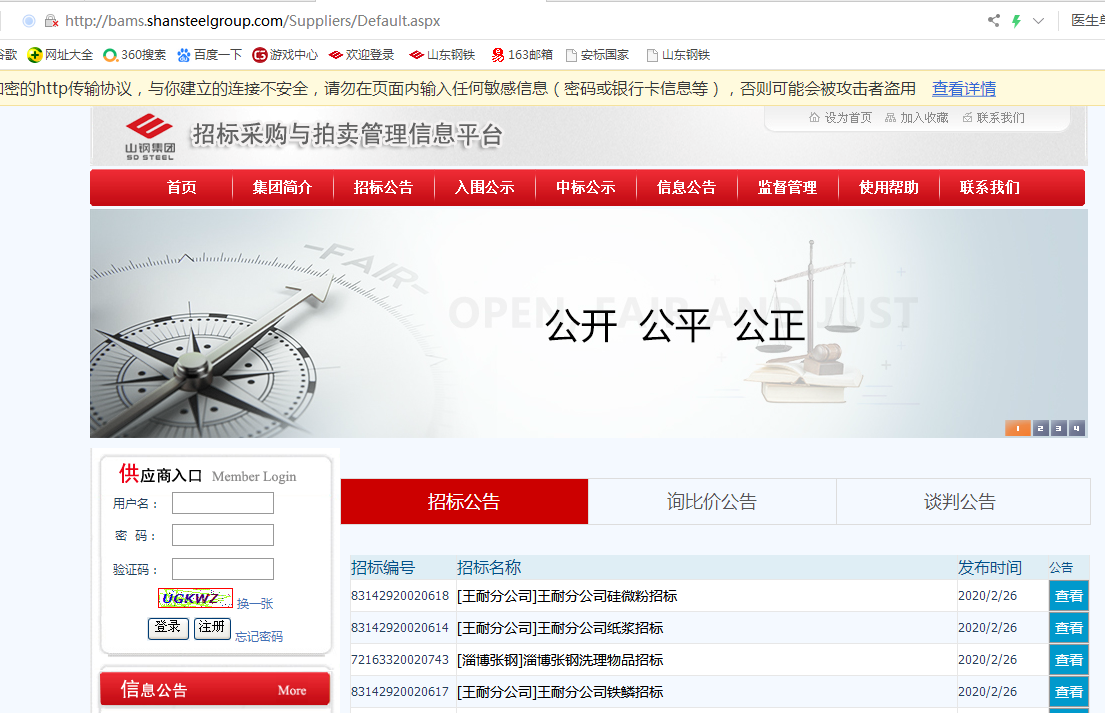 http://bams.shansteelgroup.com/Suppliers/Default.aspx
医生单
谷歌 网址大全 360搜索 百度一下 游戏中心 欢迎登录 山东钢铁 163邮箱 安标国家 山东钢铁
加密的http传输协议，与你建立的连接不安全，请勿在页面内输入任何敏感信息（密码或银行卡信息等），否则可能会被攻击者盗用 查看详情
设为首页 加入收藏 联系我们
山钢集团
SD STEEL
招标采购与拍卖管理信息平台
首页 集团简介 招标公告 入围公示 中标公示 信息公告 监督管理 使用帮助 联系我们
-FAIR-
OPEN FAIR AND JUST
公开 公平 公正
1 2 3 4
供应商入口 Member Login
用户名：
密 码：
验证码：
UGKWZ 换一张
登录 注册 忘记密码
信息公告 More
招标公告 询比价公告 谈判公告
招标编号 招标名称 发布时间 公告
83142920020618 [王耐分公司]王耐分公司硅微粉招标 2020/2/26 查看
83142920020614 [王耐分公司]王耐分公司纸浆招标 2020/2/26 查看
72163320020743 [淄博张钢]淄博张钢洗理物品招标 2020/2/26 查看
83142920020617 [王耐分公司]王耐分公司铁鳞招标 2020/2/26 查看